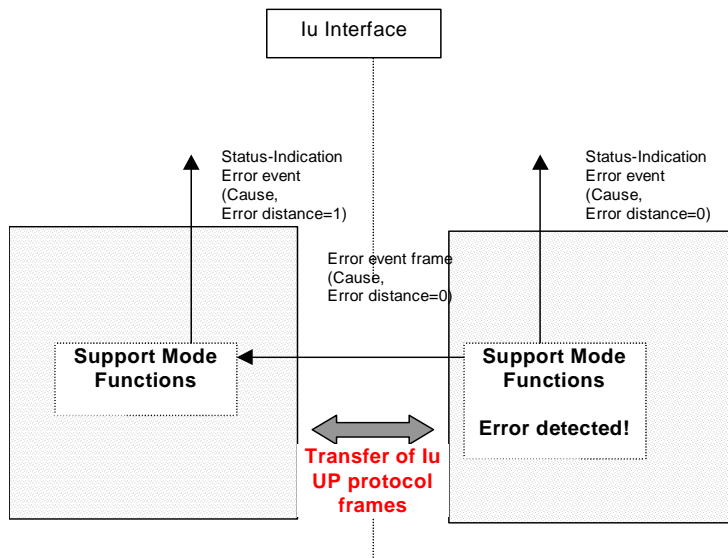 Iu Interface
Status-Indication
Error event
(Cause,
Error distance=1)
Status-Indication
Error event
(Cause,
Error distance=0)
Error event frame
(Cause,
Error distance=0)
Support Mode
Functions
Support Mode
Functions
Error detected!
Transfer of Iu
UP protocol
frames